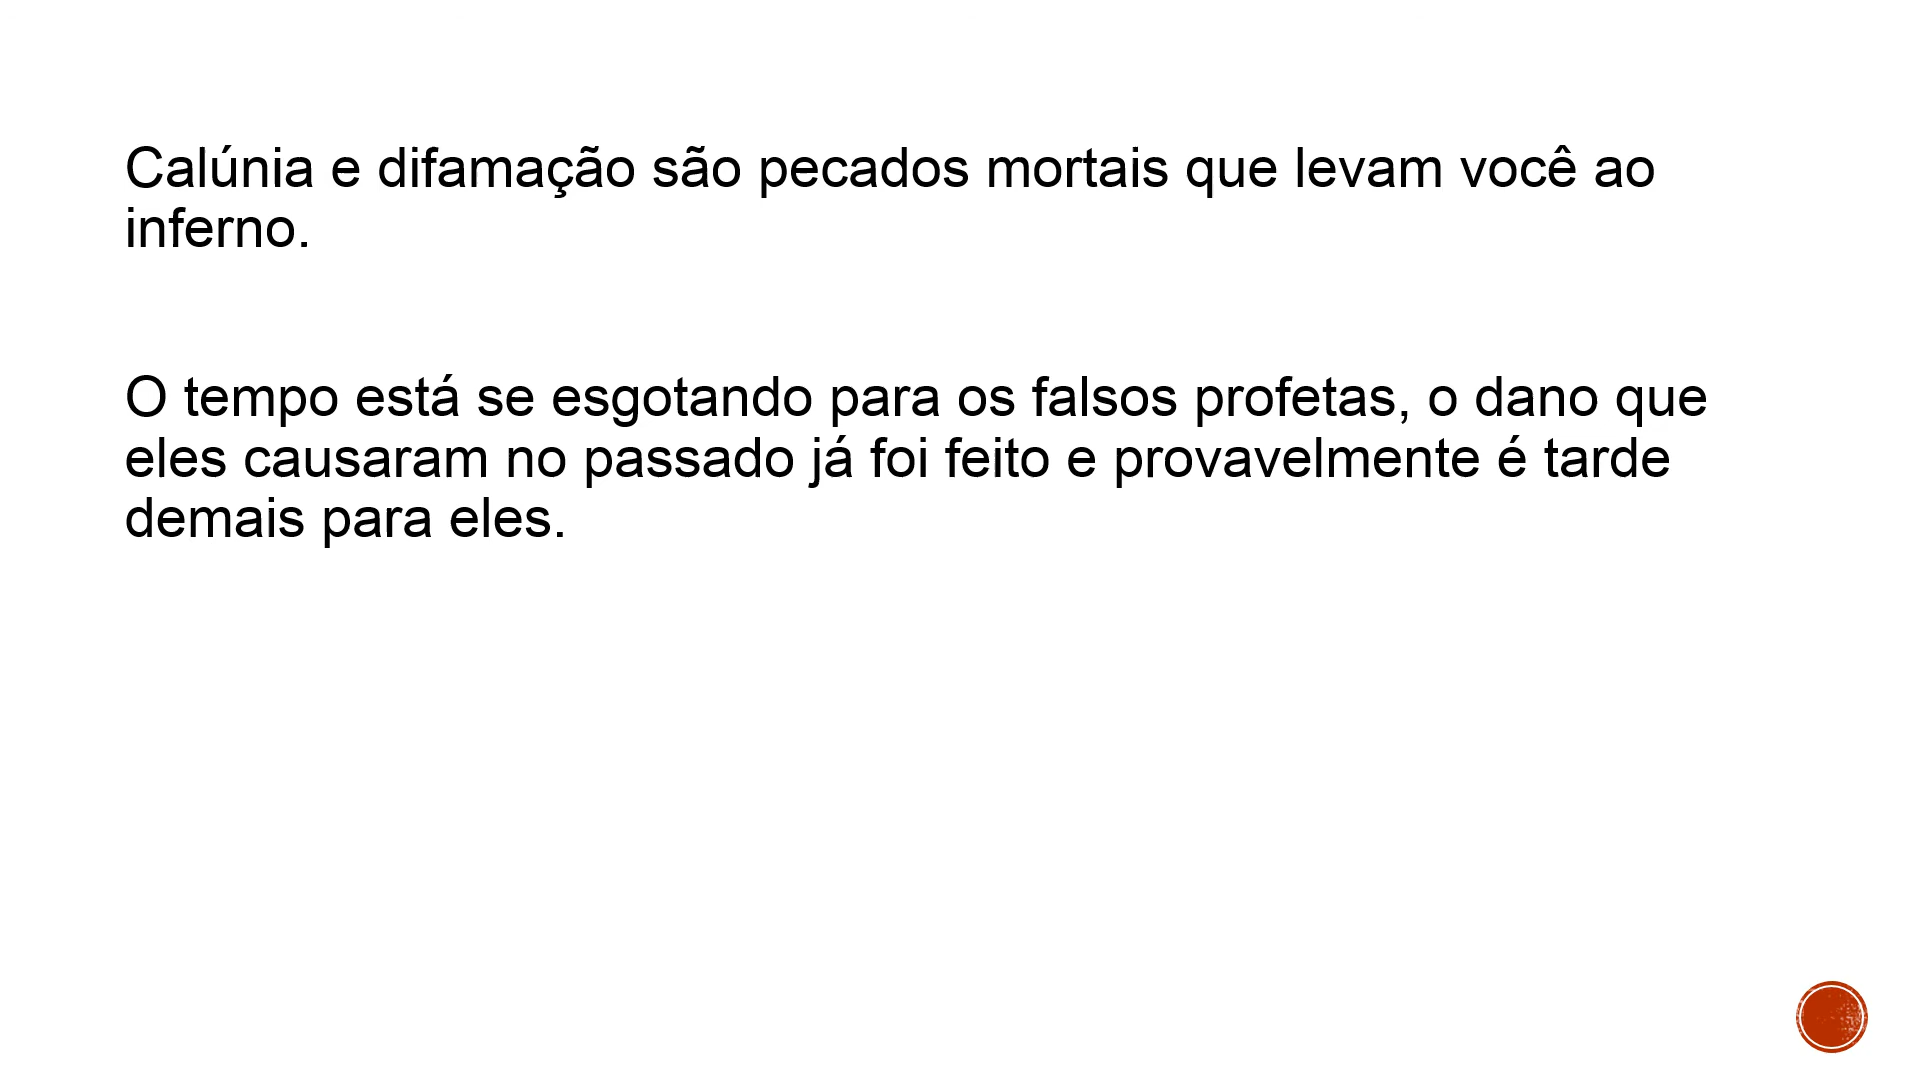 Calúnia e difamação são pecados mortais que levam você ao
inferno.
O tempo está se esgotando para os falsos profetas, o dano que
eles causaram no passado já foi feito e provavelmente é tarde
demais para eles.